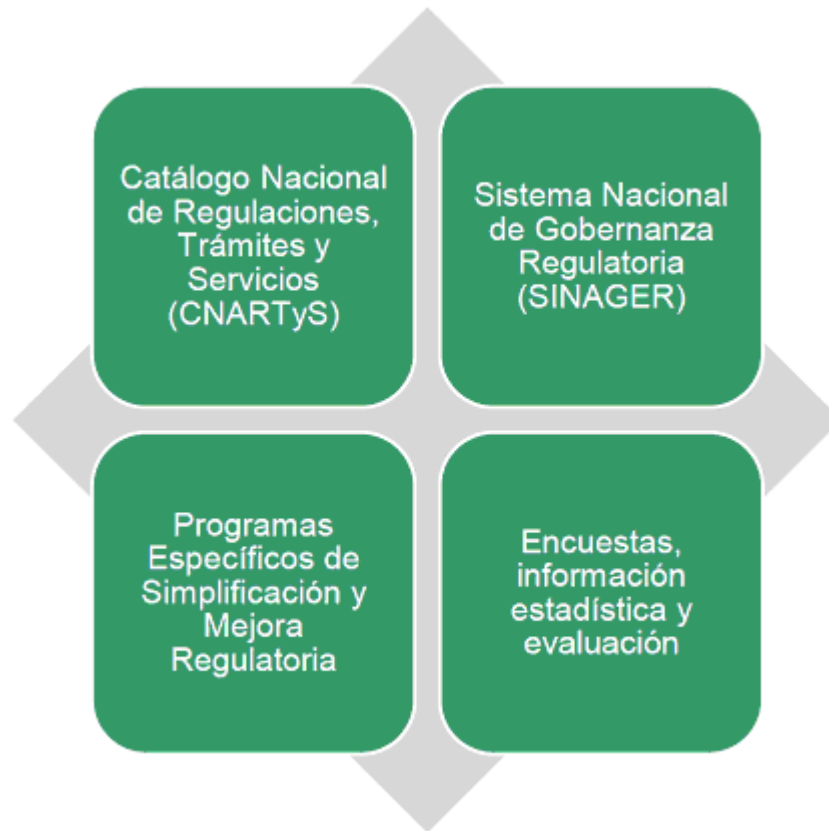 Catálogo Nacional
de Regulaciones,
Trámites y
Servicios
(CNARTyS)
Sistema Nacional
de Gobernanza
Regulatoria
(SINAGER)
Programas
Específicos de
Simplificación y
Mejora
Regulatoria
Encuestas,
información
estadística y
evaluación